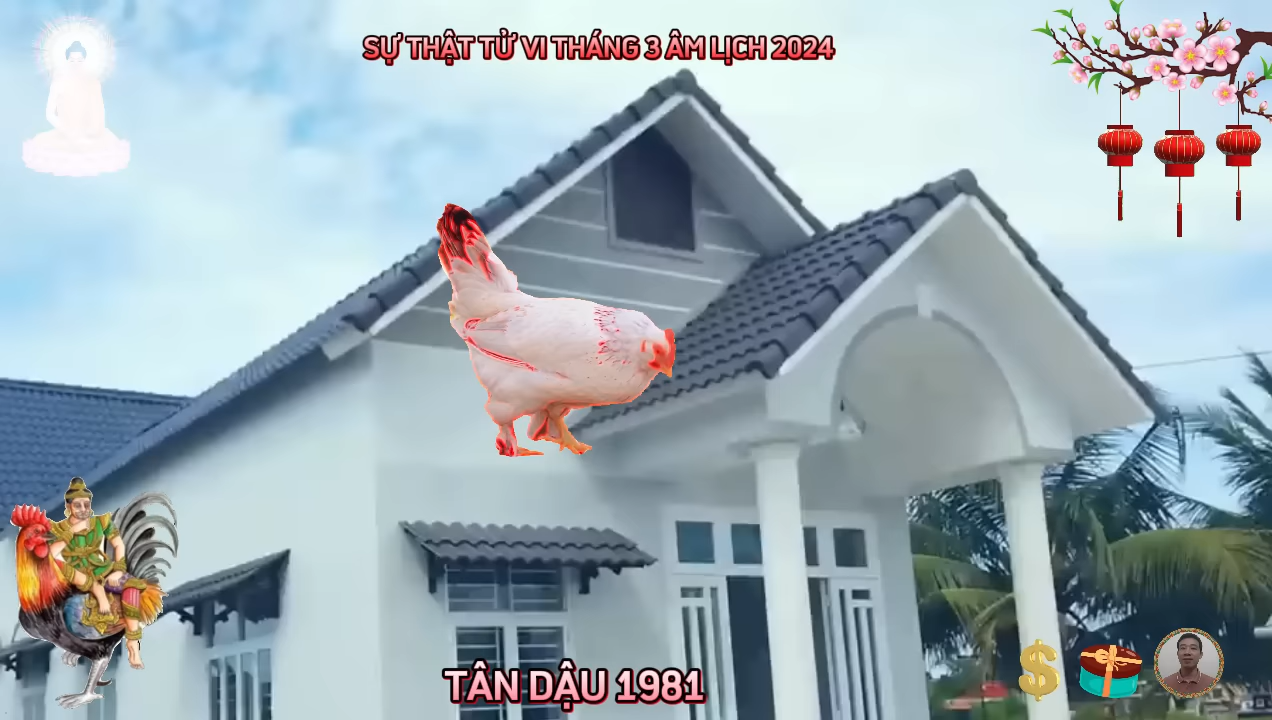 SỰ THẬT TỬ VI THÁNG 3 ÂM LỊCH 2024
TÂN DẬU 1981